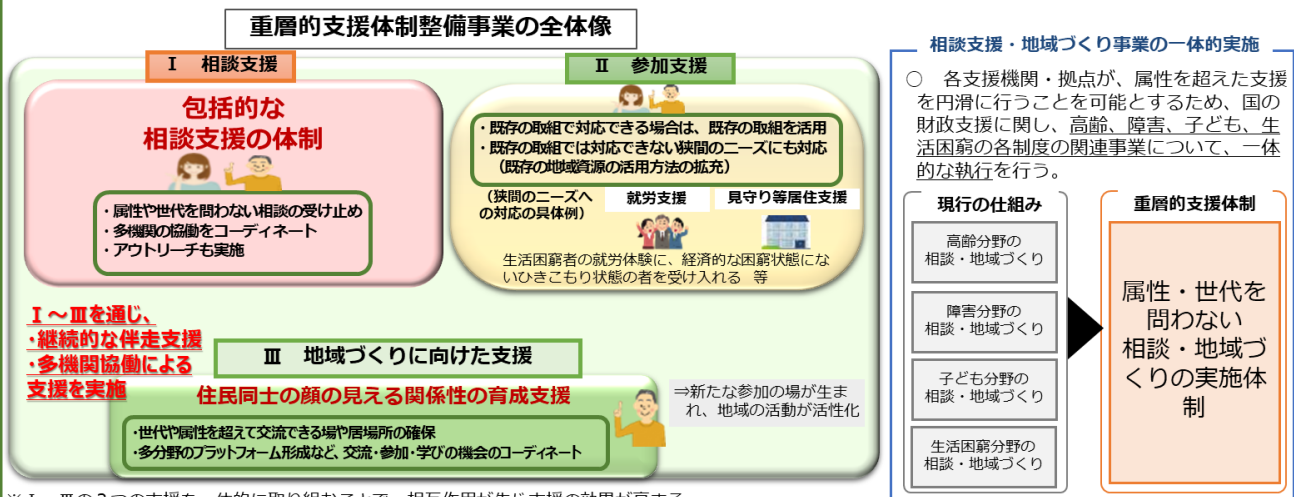 重層的支援体制整備事業の全体像
Ⅰ 相談支援
包括的な
相談支援の体制
・属性や世代を問わない相談の受け止め
・多機関の協働をコーディネート
・アウトリーチも実施
Ⅱ 参加支援
・既存の取組で対応できる場合は、既存の取組を活用
・既存の取組では対応できない狭間のニーズにも対応
（既存の地域資源の活用方法の拡充）
（狭間のニーズへ
の対応の具体例）
就労支援
見守り等居住支援
生活困窮者の就労体験に、経済的な困窮状態にな
いひきこもり状態の者を受け入れる 等
Ⅰ～Ⅲを通じ、
・継続的な伴走支援
・多機関協働による
支援を実施
Ⅲ 地域づくりに向けた支援
住民同士の顔の見える関係性の育成支援
・世代や属性を超えて交流できる場や居場所の確保
・多分野のプラットフォーム形成など、交流・参加・学びの機会のコーディネート
⇒新たな参加の場が生ま
れ、地域の活動が活性化
相談支援・地域づくり事業の一体的実施
○ 各支援機関・拠点が、属性を超えた支援
を円滑に行うことを可能とするため、国の
財政支援に関し、高齢、障害、子ども、生
活困窮の各制度の関連事業について、一体
的な執行を行う。
現行の仕組み
高齢分野の
相談・地域づくり
障害分野の
相談・地域づくり
子ども分野の
相談・地域づくり
生活困窮分野の
相談・地域づくり
重層的支援体制
属性・世代を
問わない
相談・地域づ
くりの実施体
制